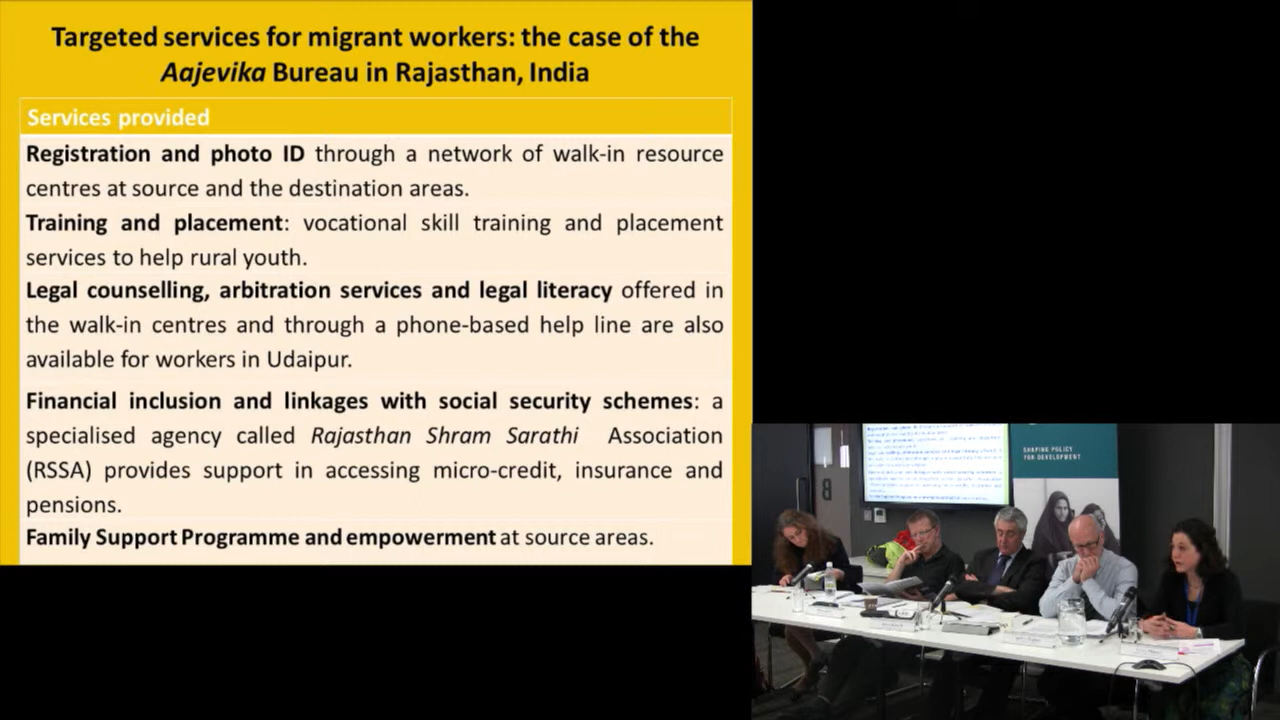 Targeted services for migrant workers: the case of the
Aajevika Bureau in Rajasthan, India
Services provided
Registration and photo ID through a network of walk-in resource
centres at source and the destination areas.
Training and placement: vocational skill training and placement
services to help rural youth.
Legal counselling, arbitration services and legal literacy offered in
the walk-in centres and through a phone-based help line are also
available for workers in Udaipur.
Financial inclusion and linkages with social security schemes: a
specialised agency called Rajasthan Shram Sarathi Association
(RSSA) provides support in accessing micro-credit, insurance and
pensions.
Family Support Programme and empowerment at source areas.
SHAPING POLICY
FOR DEVELOPMENT
8